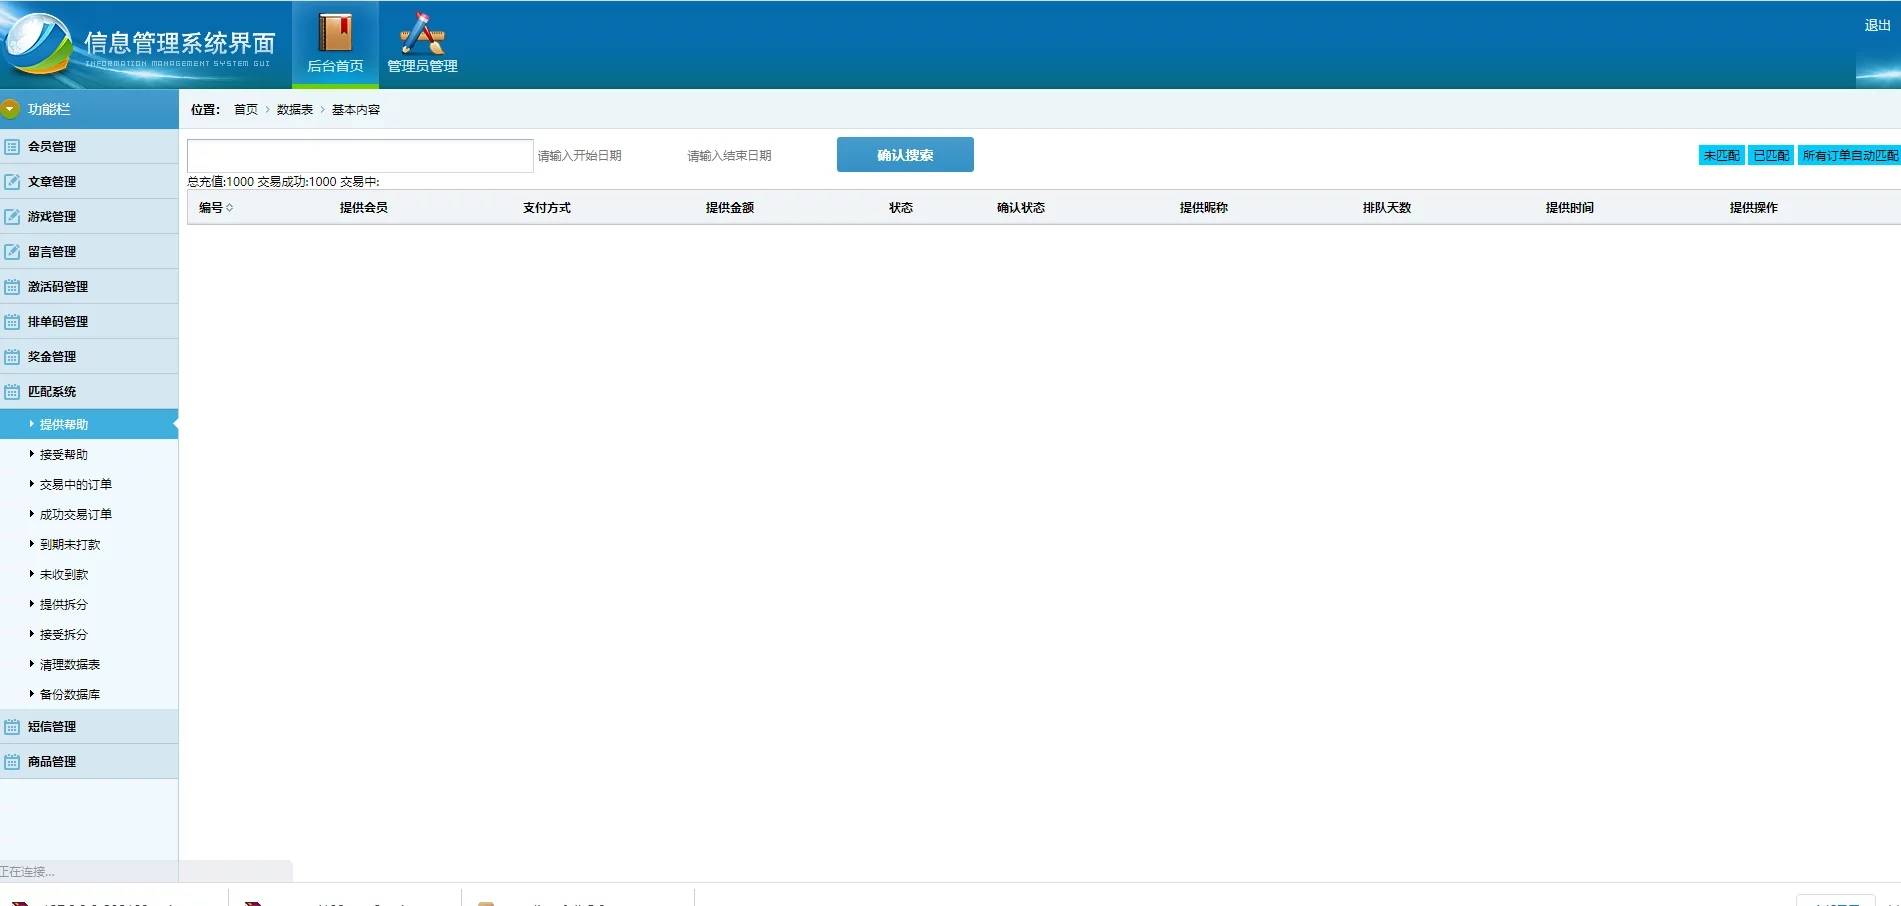 信息管理系统界面
INFORMATION MANAGEMENT SYSTEM GUI
后台首页
管理员管理
退出
功能栏
位置： 首页 › 数据表 › 基本内容
会员管理
文章管理
游戏管理
留言管理
激活码管理
排单码管理
奖金管理
匹配系统
提供帮助
接受帮助
交易中的订单
成功交易订单
到期未打款
未收到款
提供拆分
接受拆分
清理数据表
备份数据库
短信管理
商品管理
请输入开始日期 请输入结束日期 确认搜索 未匹配 已匹配 所有订单自动匹配
总充值:1000 交易成功:1000 交易中:
编号 提供会员 支付方式 提供金额 状态 确认状态 提供昵称 排队天数 提供时间 提供操作
正在连接...